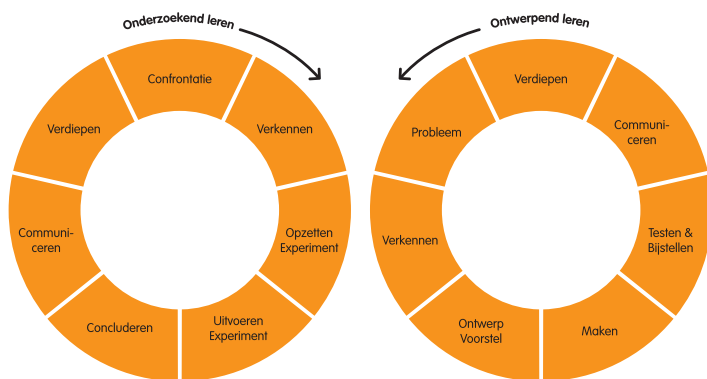 Onderzoekend leren
Confrontatie
Verkennen
Opzetten
Experiment
Uitvoeren
Experiment
Concluderen
Communi-
ceren
Verdiepen
Ontwerpend leren
Verdiepen
Probleem
Verkennen
Ontwerp
Voorstel
Maken
Testen &
Bijstellen
Communi-
ceren